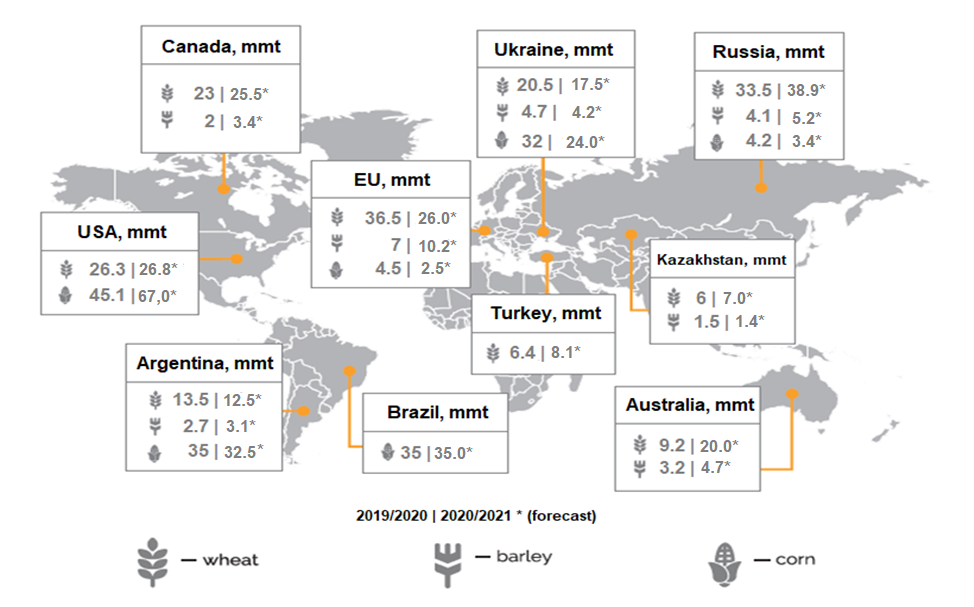 Canada, mmt
23 | 25.5*
2 | 3.4*
Ukraine, mmt
20.5 | 17.5*
4.7 | 4.2*
32 | 24.0*
Russia, mmt
33.5 | 38.9*
4.1 | 5.2*
4.2 | 3.4*
EU, mmt
36.5 | 26.0*
7 | 10.2*
4.5 | 2.5*
USA, mmt
26.3 | 26.8*
45.1 | 67,0*
Kazakhstan, mmt
6 | 7.0*
1.5 | 1.4*
Turkey, mmt
6.4 | 8.1*
Argentina, mmt
13.5 | 12.5*
2.7 | 3.1*
35 | 32.5*
Brazil, mmt
35 | 35.0*
Australia, mmt
9.2 | 20.0*
3.2 | 4.7*
2019/2020 | 2020/2021 * (forecast)
— wheat
— barley
— corn